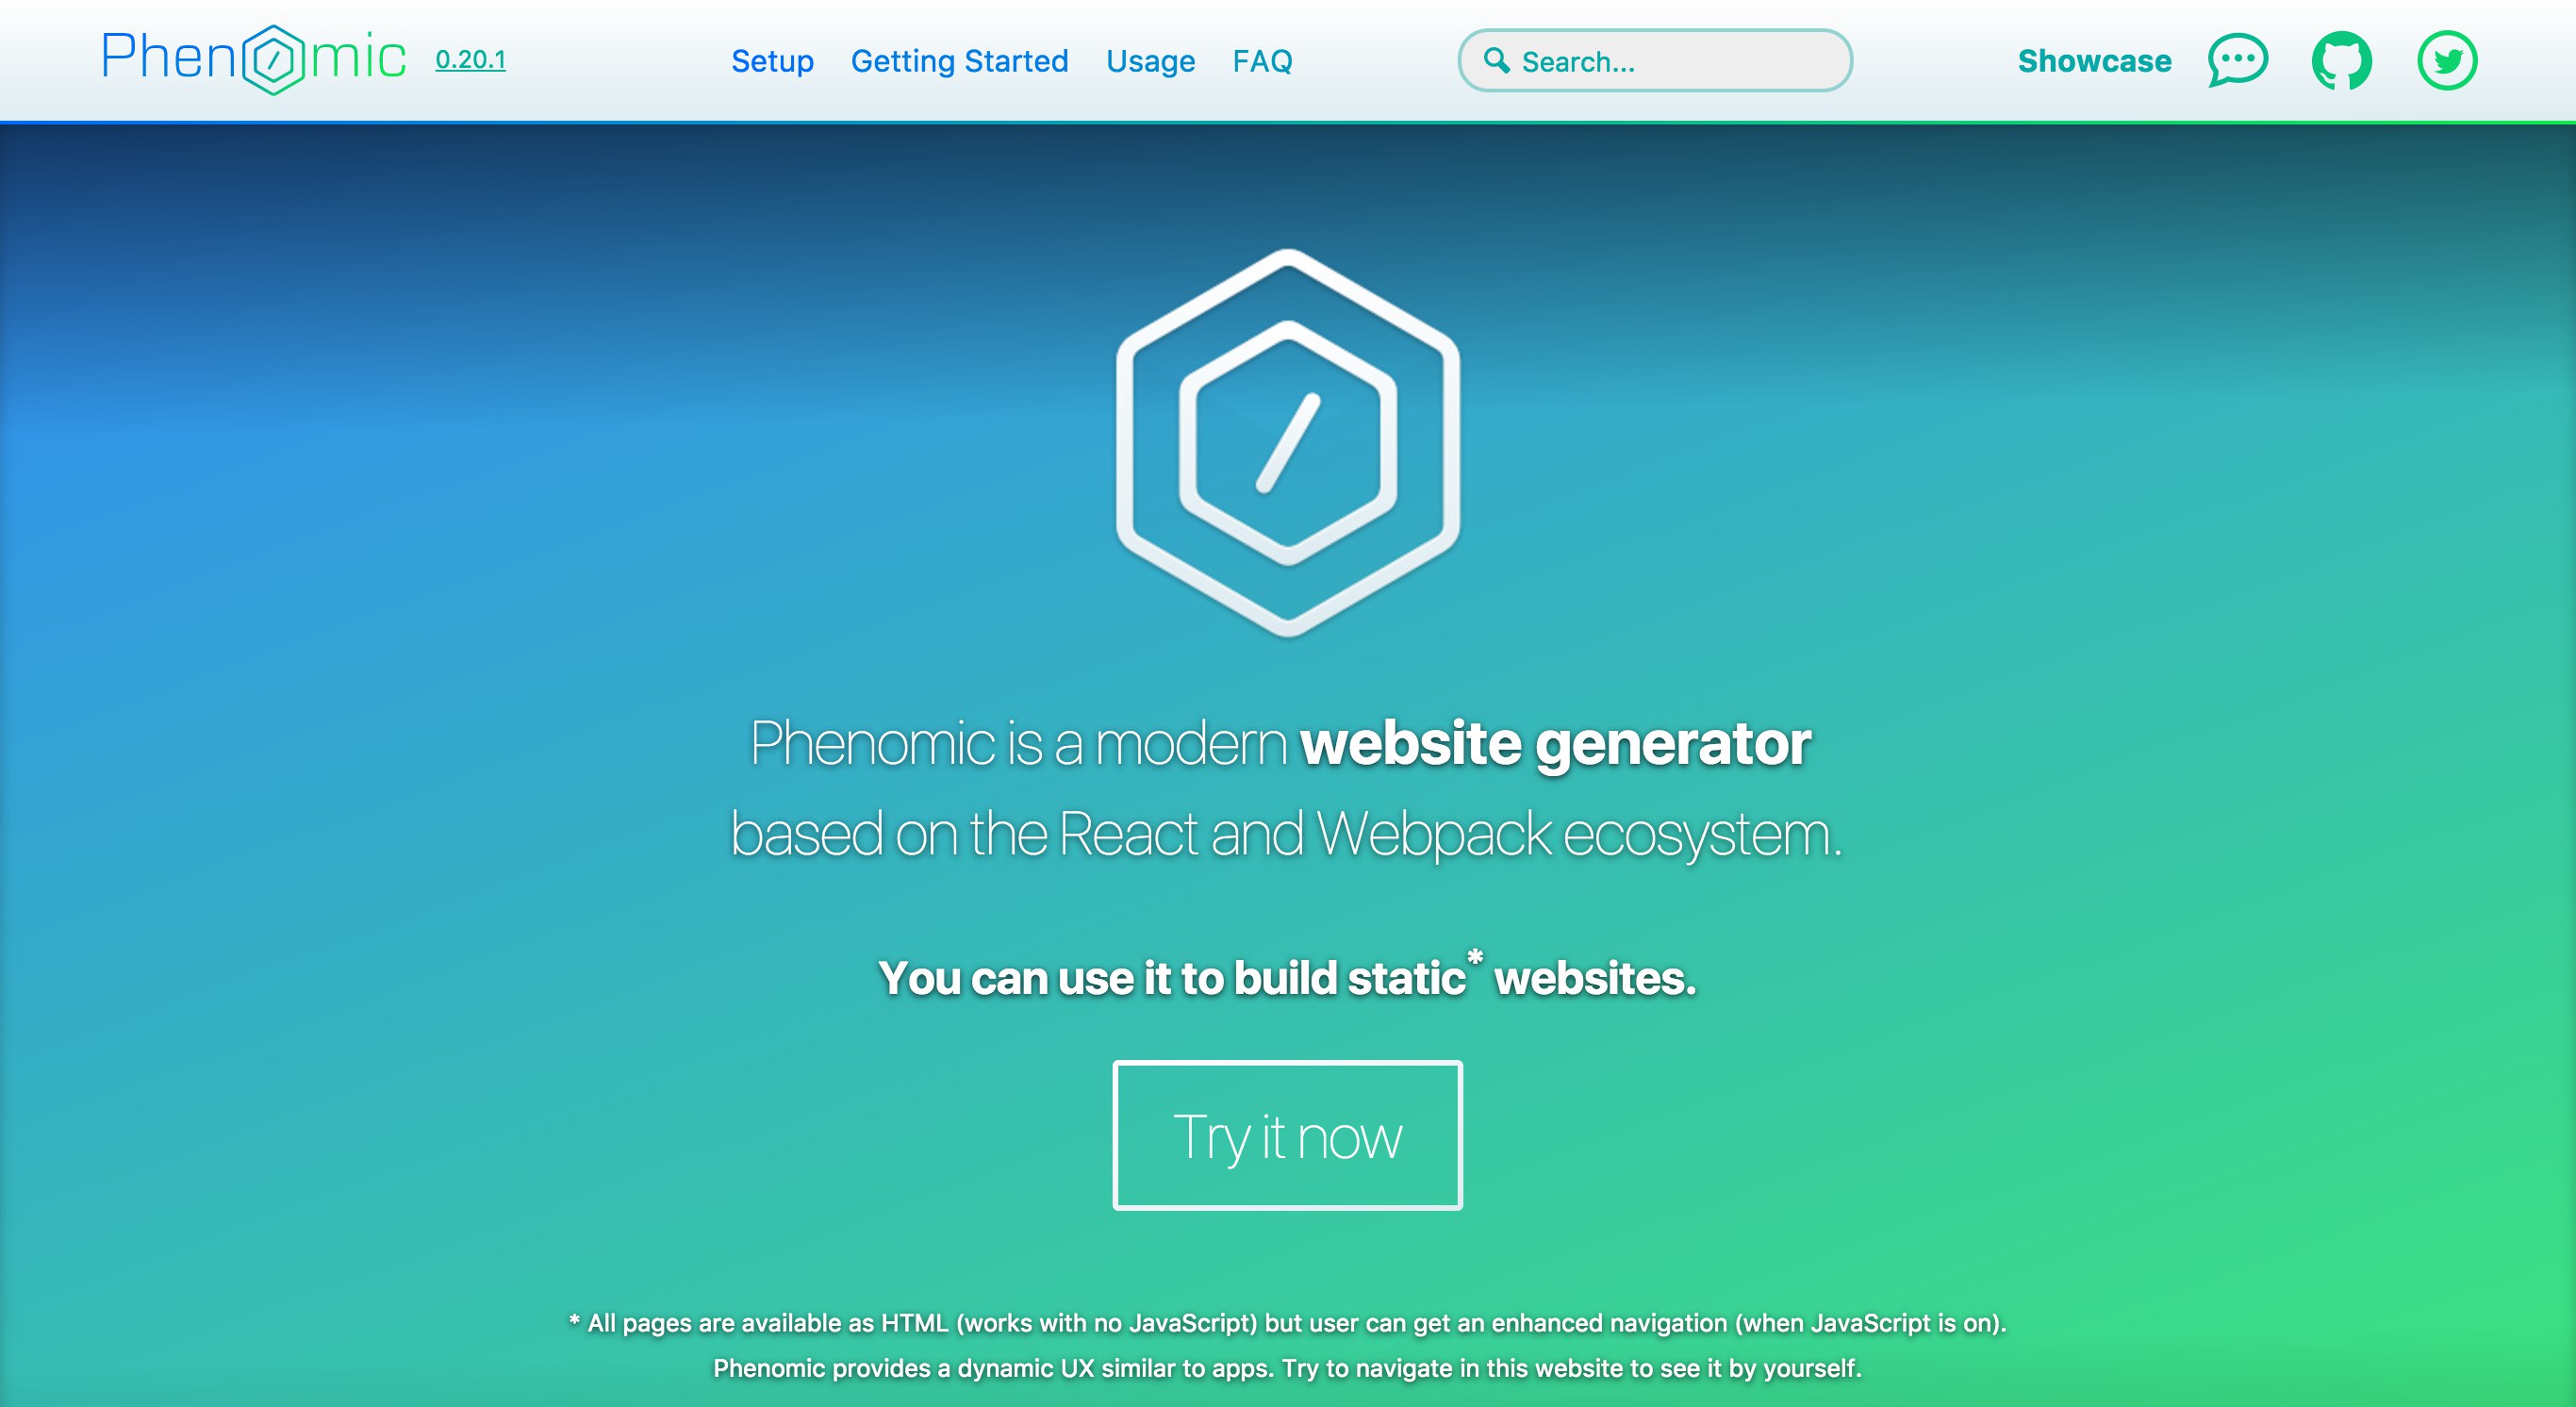 Phenomic 0.20.1
Setup Getting Started Usage FAQ
Search...
Showcase
Phenomic is a modern website generator
based on the React and Webpack ecosystem.
You can use it to build static* websites.
Try it now
* All pages are available as HTML (works with no JavaScript) but user can get an enhanced navigation (when JavaScript is on).
Phenomic provides a dynamic UX similar to apps. Try to navigate in this website to see it by yourself.